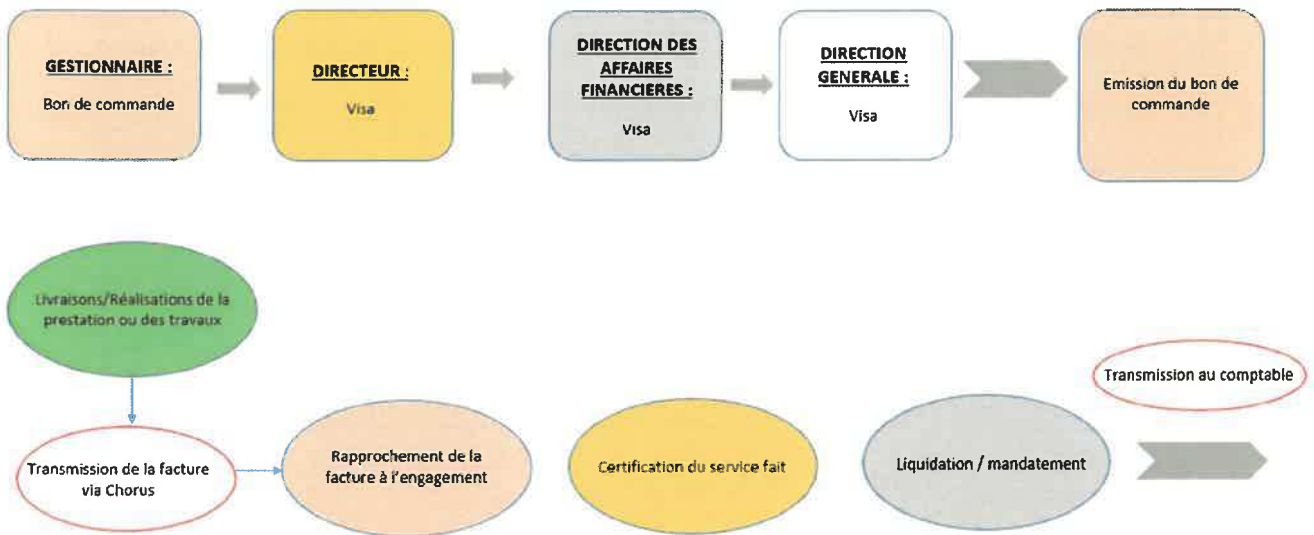 GESTIONNAIRE :
Bon de commande
DIRECTEUR :
Visa
DIRECTION DES
AFFAIRES
FINANCIERES :
Visa
DIRECTION
GENERALE :
Visa
Emission du bon de
commande
Livraisons/Réalisations de la
prestation ou des travaux
Transmission de la facture
via Chorus
Rapprochement de la
facture à l'engagement
Certification du service fait
Liquidation / mandatement
Transmission au comptable